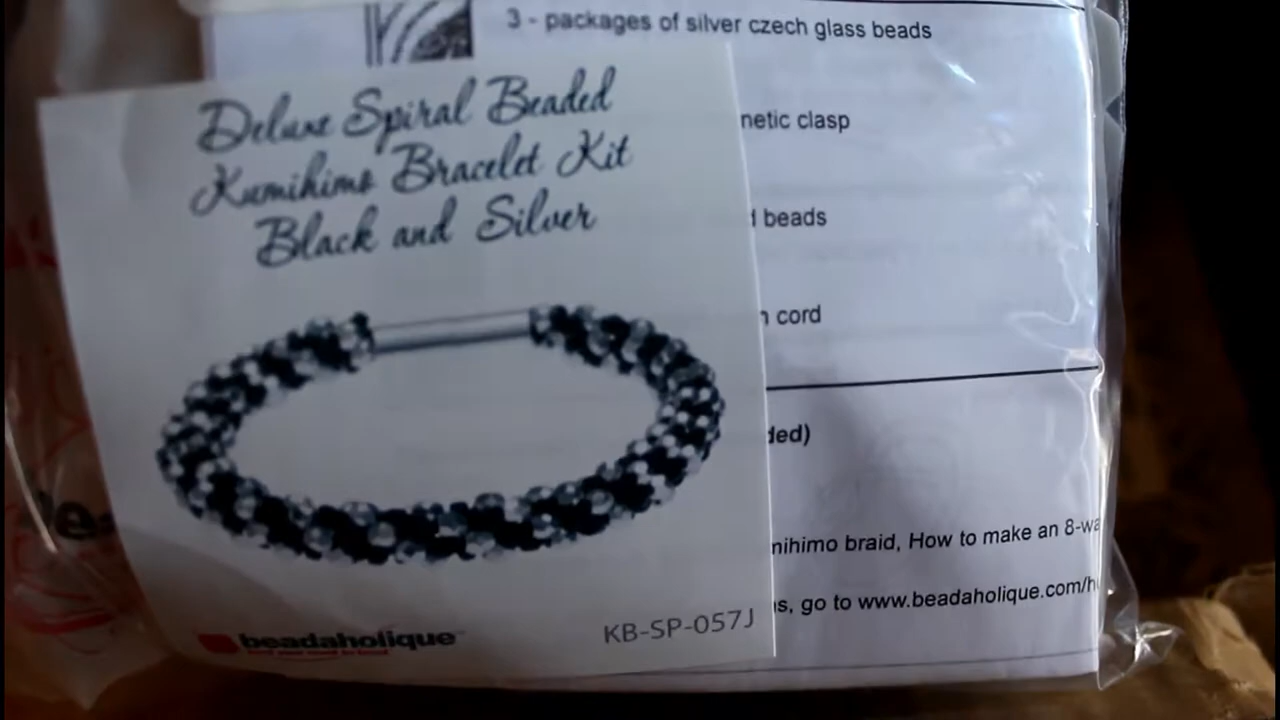 3 - packages of silver czech glass beads
Deluxe Spiral Beaded
Kumihimo Bracelet Kit
Black and Silver
netic clasp
beads
cord
ded)
nihimo braid, How to make an 8-wa
s, go to www.beadaholique.com/h
beadaholique
KB-SP-057J